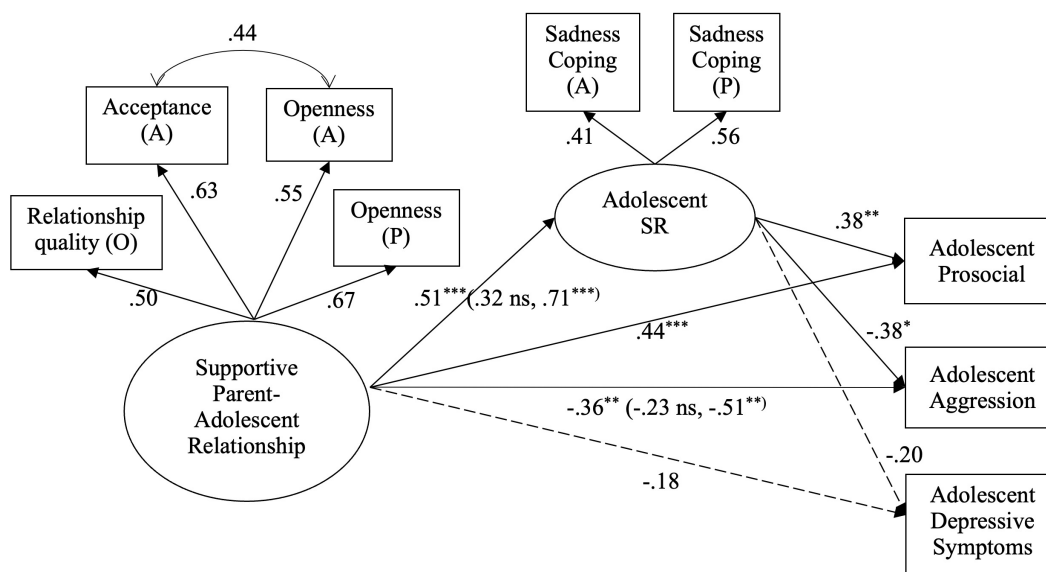 .44
Sadness
Coping
(A)
Sadness
Coping
(P)
Acceptance
(A)
Openness
(A)
.41
.56
.63
.55
Relationship
quality (O)
Openness
(P)
Adolescent
SR
.50
.67
.51***(.32 ns, .71***)
.38**
Adolescent
Prosocial
.44***
-.38*
Supportive
Parent-
Adolescent
Relationship
-.36** (-.23 ns, -.51**)
Adolescent
Aggression
-.18
-.20
Adolescent
Depressive
Symptoms